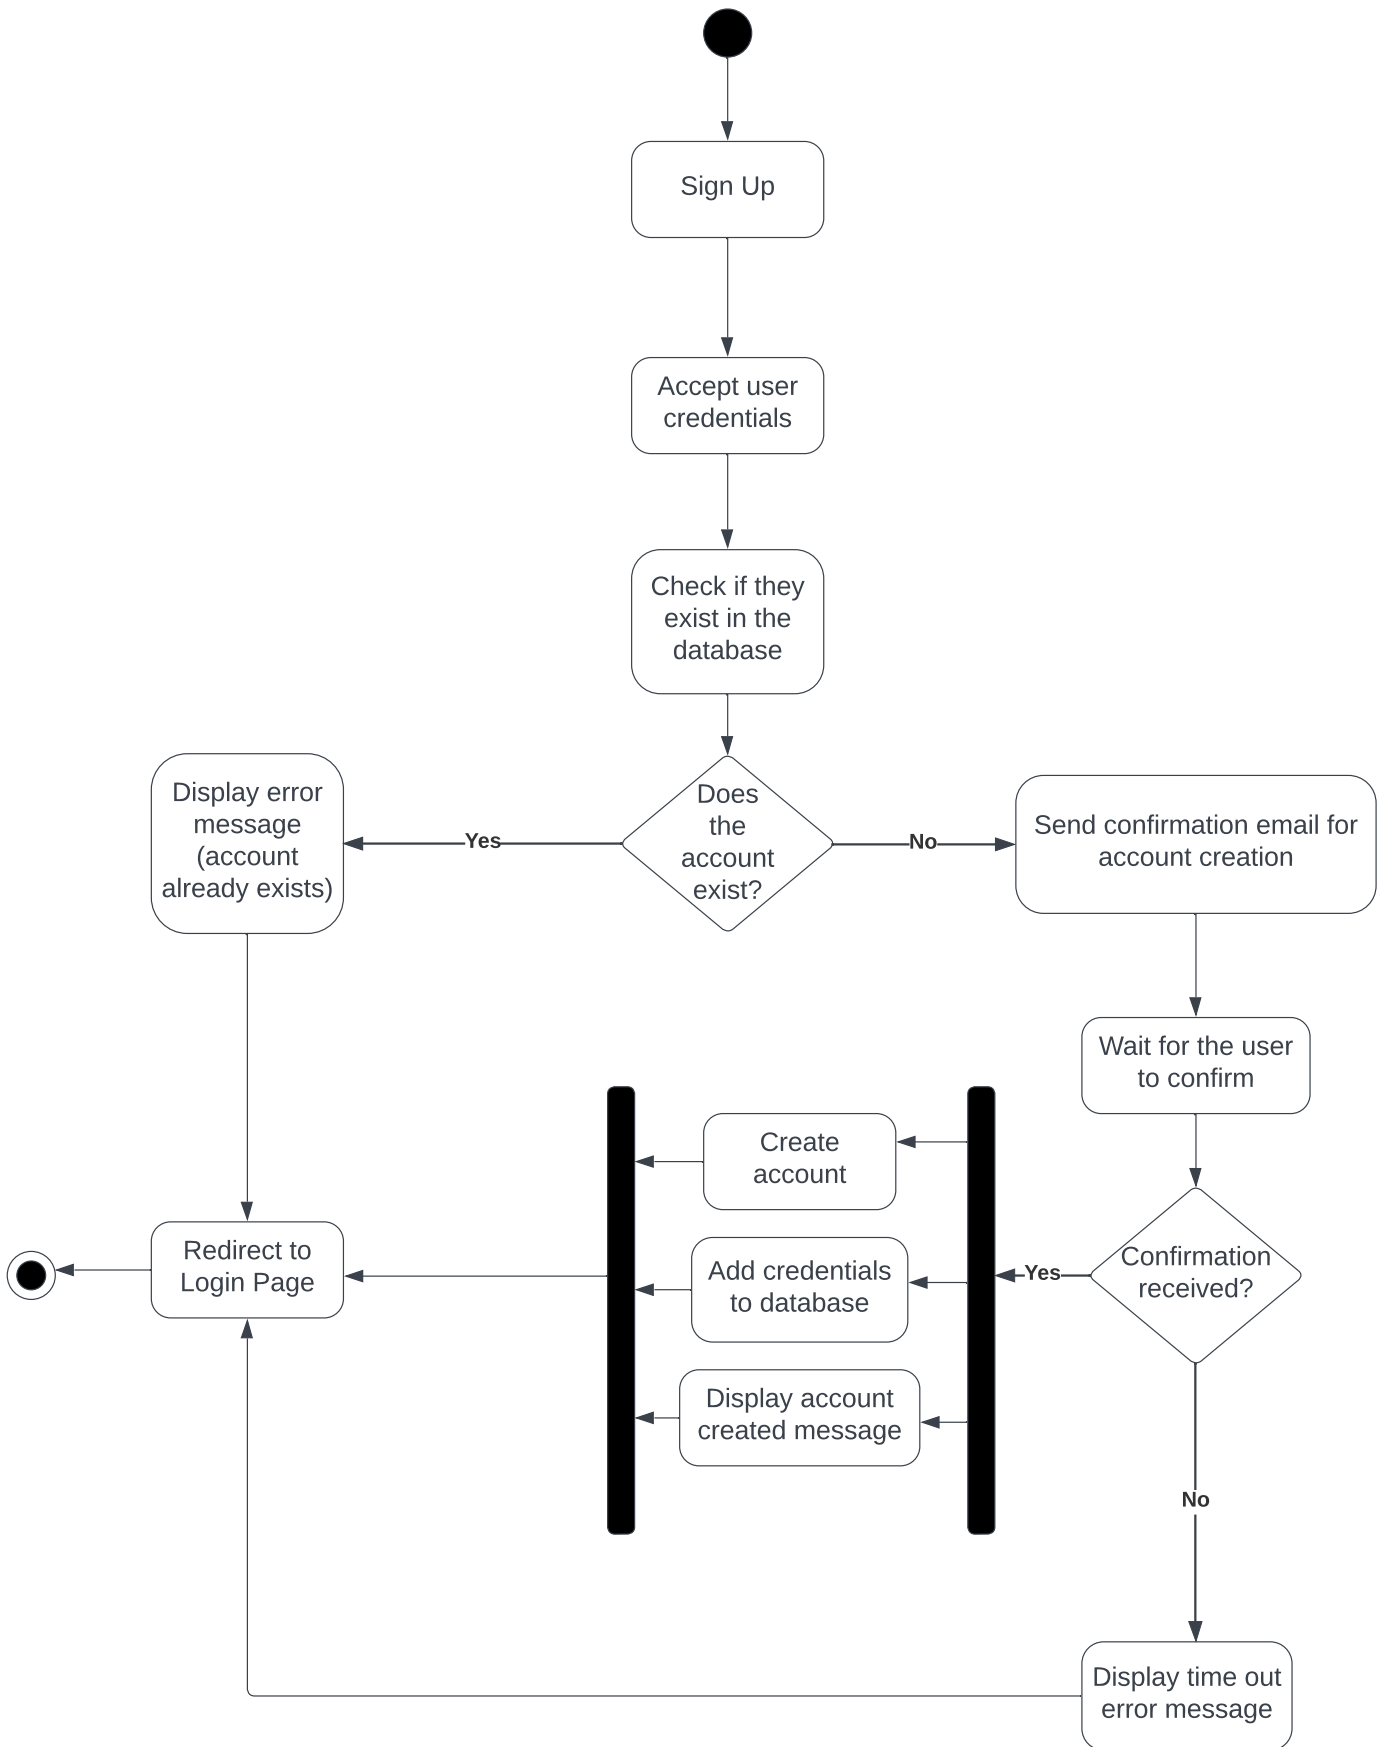 Sign Up
Accept user
credentials
Check if they
exist in the
database
Does
the
account
exist?
Yes
No
Display error
message
(account
already exists)
Send confirmation email for
account creation
Wait for the user
to confirm
Confirmation
received?
Yes
No
Create
account
Add credentials
to database
Display account
created message
Redirect to
Login Page
Display time out
error message